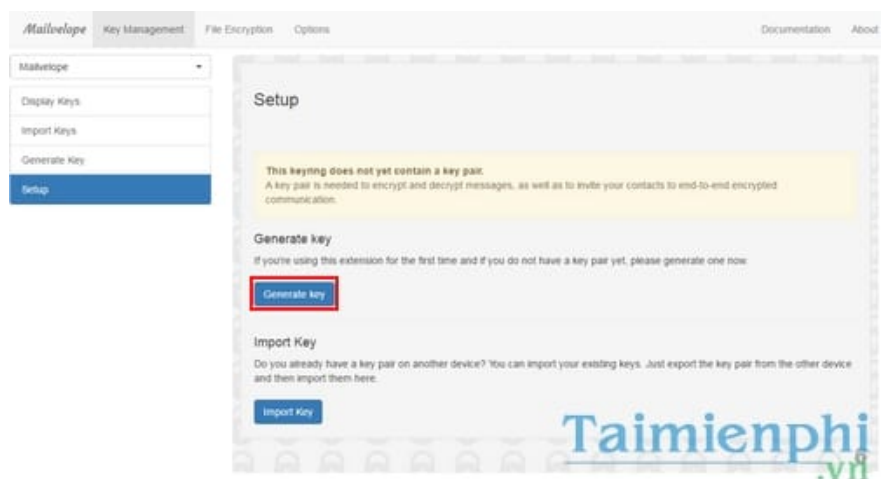 Mailvelope Key Management File Encryption Options Documentation About
Mailvelope
Display Keys
Import Keys
Generate Key
Setup
Setup
This keyring does not yet contain a key pair.
A key pair is needed to encrypt and decrypt messages, as well as to invite your contacts to end-to-end encrypted
communication.
Generate key
If you're using this extension for the first time and if you do not have a key pair yet, please generate one now.
Generate key
Import Key
Do you already have a key pair on another device? You can import your existing keys. Just export the key pair from the other device
and then import them here.
Import Key
Taimienphi
.vn